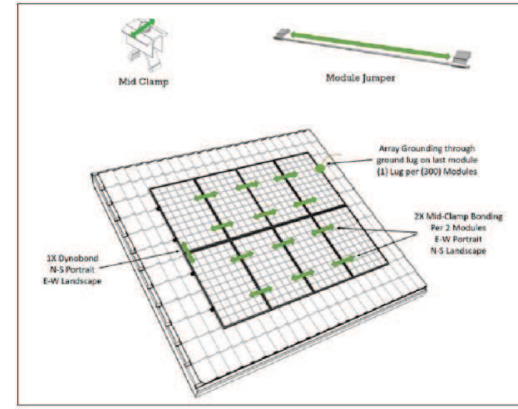 Mid Clamp
Module Jumper
Array Grounding through
ground lug on last module
(1) Lug per (300) Modules
2X Mid-Clamp Bonding
Per 2 Modules
E-W Portrait
N-S Landscape
1X Dynobond
N-S Portrait
E-W Landscape